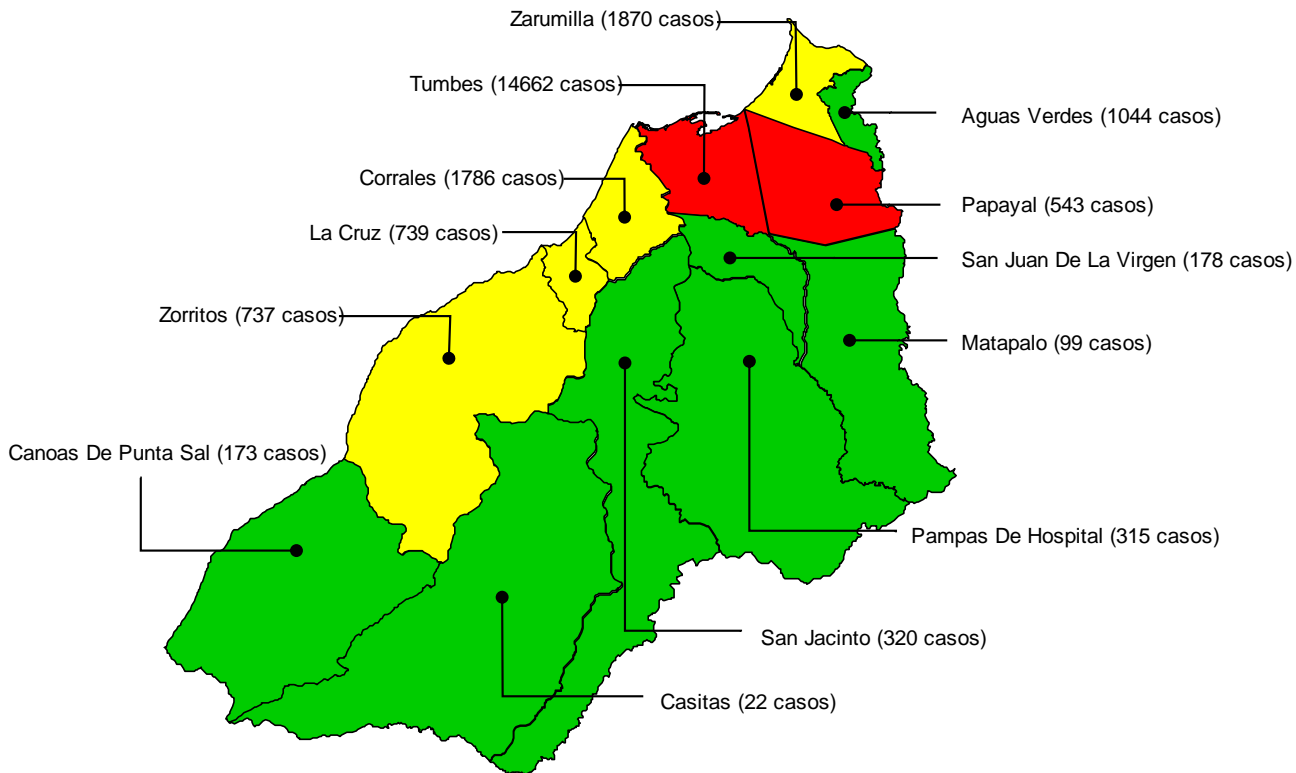 Zarumilla (1870 casos)
Tumbes (14662 casos)
Aguas Verdes (1044 casos)
Corrales (1786 casos)
Papayal (543 casos)
La Cruz (739 casos)
San Juan De La Virgen (178 casos)
Zorritos (737 casos)
Matapalo (99 casos)
Canoas De Punta Sal (173 casos)
Pampas De Hospital (315 casos)
San Jacinto (320 casos)
Casitas (22 casos)